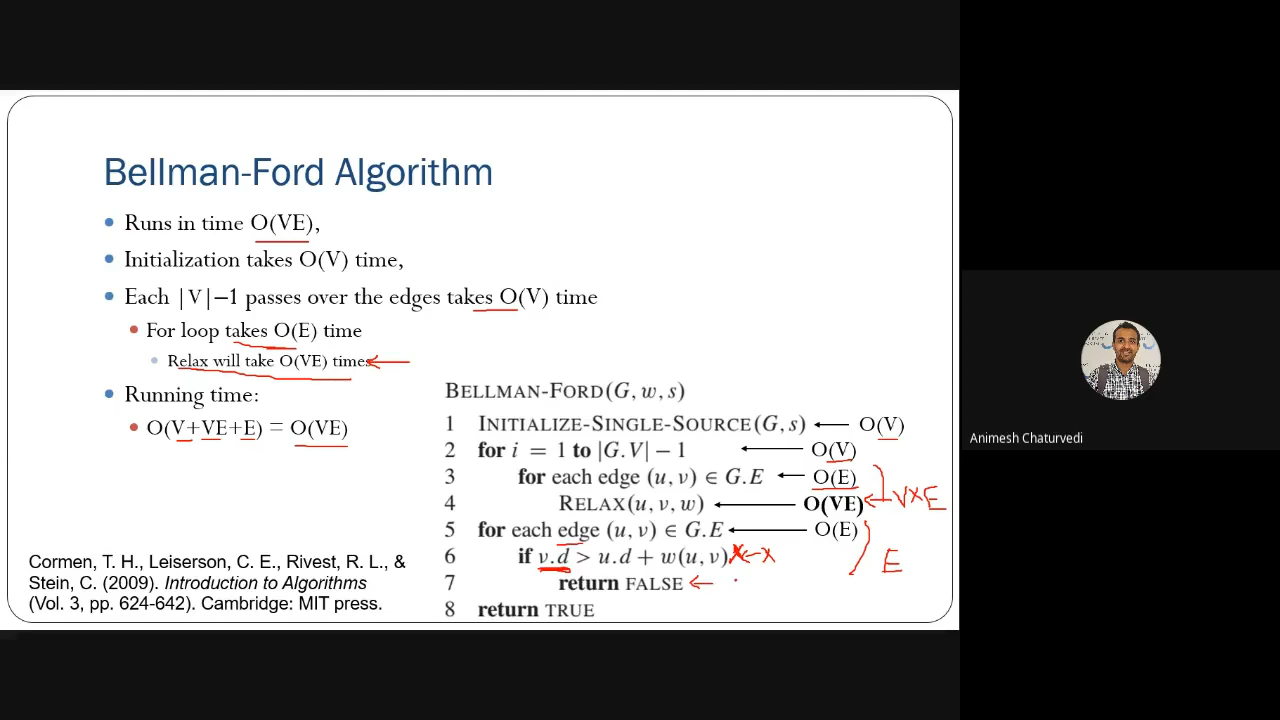 Bellman-Ford Algorithm
• Runs in time O(VE),
• Initialization takes O(V) time,
• Each |V|−1 passes over the edges takes O(V) time
• For loop takes O(E) time
• Relax will take O(VE) times
• Running time:
• O(V+VE+E) = O(VE)
BELLMAN-FORD(G, w, s)
1 INITIALIZE-SINGLE-SOURCE(G, s) ← O(V)
2 for i = 1 to |G.V| − 1 ← O(V)
3 for each edge (u, v) ∈ G.E ← O(E)
4 RELAX(u, v, w) ← O(VE) ← V×E
5 for each edge (u, v) ∈ G.E ← O(E)
6 if v.d > u.d + w(u, v) x ← x E
7 return FALSE ←
8 return TRUE
Cormen, T. H., Leiserson, C. E., Rivest, R. L., &
Stein, C. (2009). Introduction to Algorithms
(Vol. 3, pp. 624-642). Cambridge: MIT press.
Animesh Chaturvedi